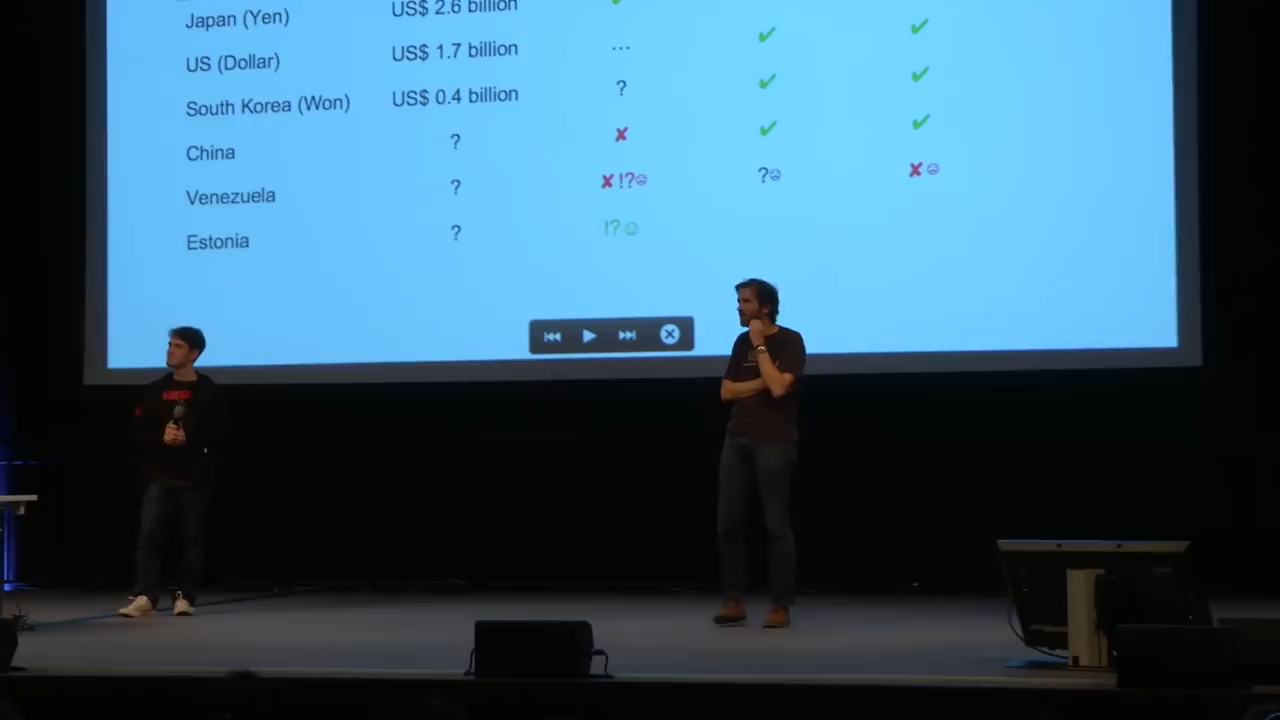 Japan (Yen) US$ 2.6 billion ✔ ✔ ✔
US (Dollar) US$ 1.7 billion ... ✔ ✔
South Korea (Won) US$ 0.4 billion ? ✔ ✔
China ? ✘ ?☹ ✘☹
Venezuela ? ✘!?☹
Estonia ? !?☺